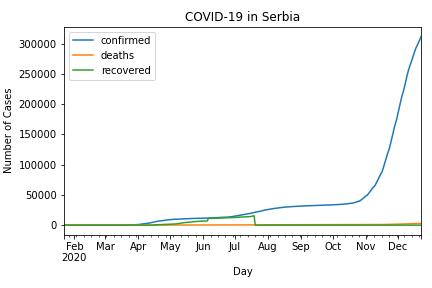 COVID-19 in Serbia
confirmed
deaths
recovered
300000
250000
200000
150000
100000
50000
0
Number of Cases
Feb Mar Apr May Jun Jul Aug Sep Oct Nov Dec
2020
Day